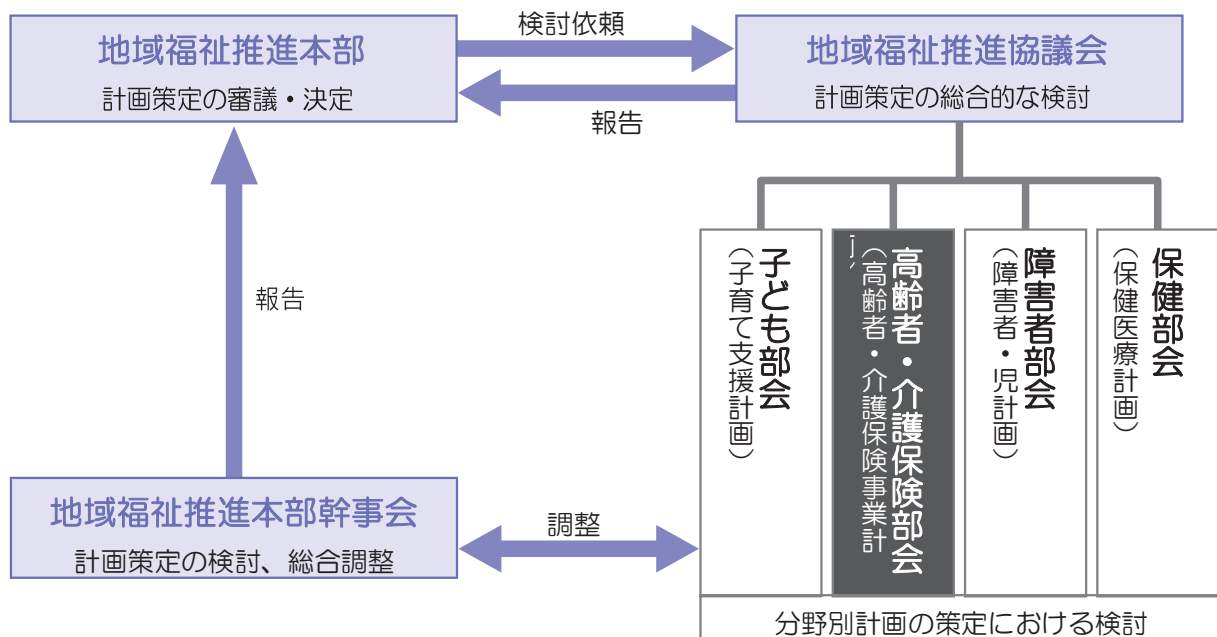 地域福祉推進本部
計画策定の審議・決定
検討依頼
報告
地域福祉推進協議会
計画策定の総合的な検討
報告
地域福祉推進本部幹事会
計画策定の検討、総合調整
調整
子ども部会
（子育て支援計画）
高齢者・介護保険部会
（高齢者・介護保険事業計
障害者部会
（障害者・児計画）
保健部会
（保健医療計画）
分野別計画の策定における検討